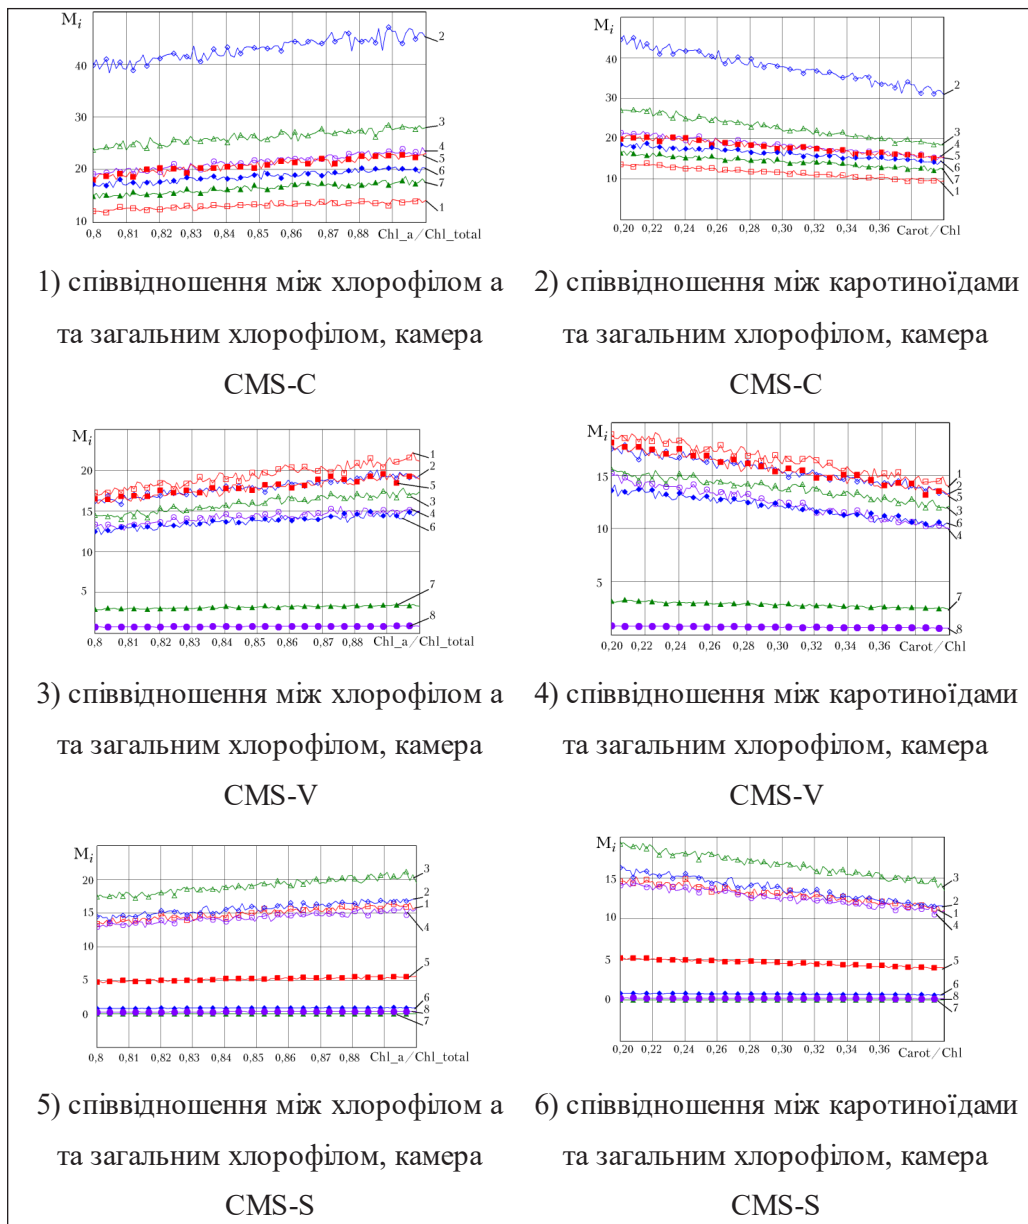 M_i
40
30
20
10
2
3
4
5
6
7
1
0,8 0,81 0,82 0,83 0,84 0,85 0,86 0,87 0,88 Chl_a/Chl_total
M_i
40
30
20
10
2
3
4
5
6
7
1
0,20 0,22 0,24 0,26 0,28 0,30 0,32 0,34 0,36 Carot/Chl
1) співвідношення між хлорофілом а
та загальним хлорофілом, камера
CMS-C
2) співвідношення між каротиноїдами
та загальним хлорофілом, камера
CMS-C
M_i
20
15
10
5
1
2
5
3
4
6
7
8
0,8 0,81 0,82 0,83 0,84 0,85 0,86 0,87 0,88 Chl_a/Chl_total
M_i
15
10
5
1
2
5
3
6
4
7
8
0,20 0,22 0,24 0,26 0,28 0,30 0,32 0,34 0,36 Carot/Chl
3) співвідношення між хлорофілом а
та загальним хлорофілом, камера
CMS-V
4) співвідношення між каротиноїдами
та загальним хлорофілом, камера
CMS-V
M_i
20
15
10
5
0
3
2
1
4
5
6
8
7
0,8 0,81 0,82 0,83 0,84 0,85 0,86 0,87 0,88 Chl_a/Chl_total
M_i
15
10
5
0
3
2
1
4
5
6
8
7
0,20 0,22 0,24 0,26 0,28 0,30 0,32 0,34 0,36 Carot/Chl
5) співвідношення між хлорофілом а
та загальним хлорофілом, камера
CMS-S
6) співвідношення між каротиноїдами
та загальним хлорофілом, камера
CMS-S